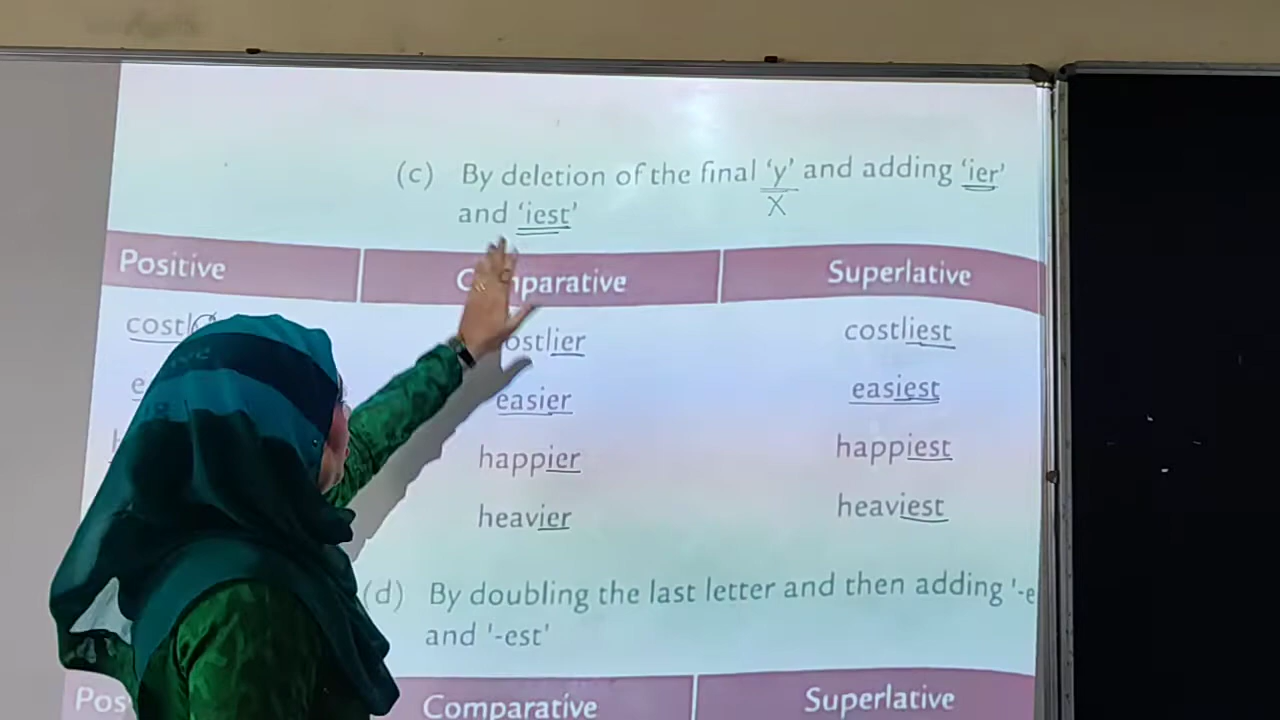 (c) By deletion of the final 'y' and adding 'ier'
X
and 'iest'
Positive Comparative Superlative
costlier costliest
easier easiest
happier happiest
heavier heaviest
(d) By doubling the last letter and then adding '-e
and '-est'
Pos Comparative Superlative